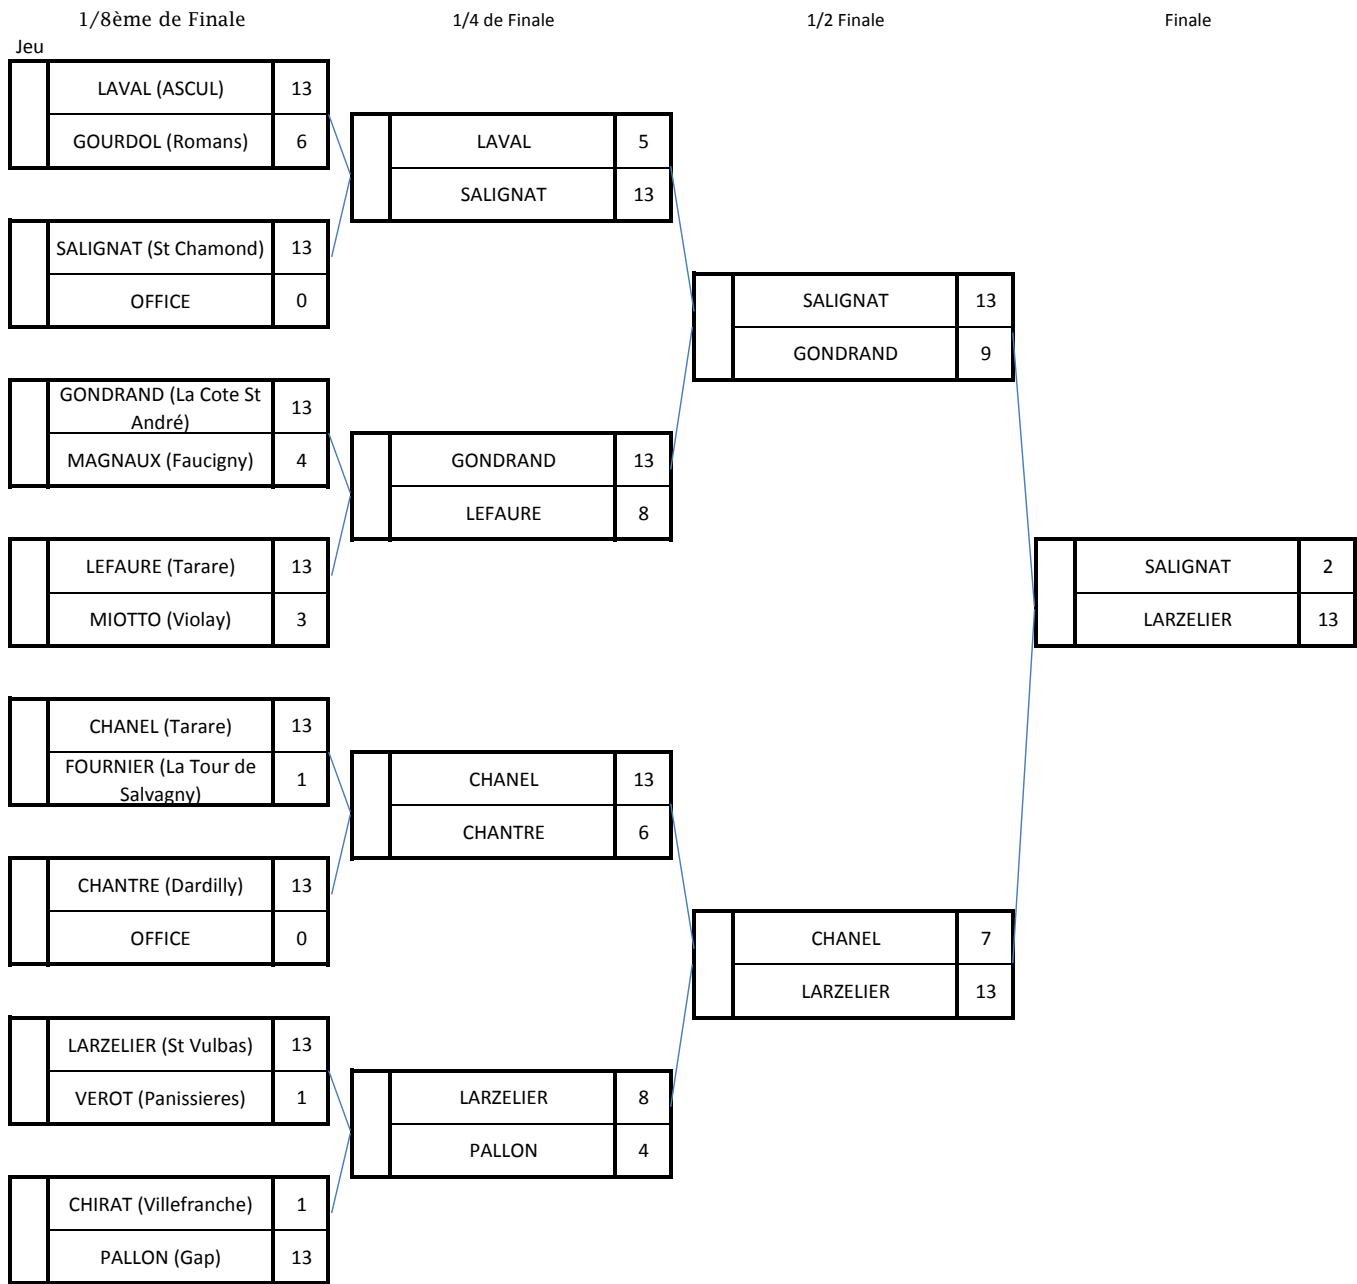 1/8ème de Finale
1/4 de Finale
1/2 Finale
Finale
Jeu
LAVAL (ASCUL) 13
GOURDOL (Romans) 6
SALIGNAT (St Chamond) 13
OFFICE 0
GONDRAND (La Cote St
André) 13
MAGNAUX (Faucigny) 4
LEFAURE (Tarare) 13
MIOTTO (Violay) 3
CHANEL (Tarare) 13
FOURNIER (La Tour de
Salvagny) 1
CHANTRE (Dardilly) 13
OFFICE 0
LARZELIER (St Vulbas) 13
VEROT (Panissieres) 1
CHIRAT (Villefranche) 1
PALLON (Gap) 13
LAVAL 5
SALIGNAT 13
GONDRAND 13
LEFAURE 8
CHANEL 13
CHANTRE 6
LARZELIER 8
PALLON 4
SALIGNAT 13
GONDRAND 9
CHANEL 7
LARZELIER 13
SALIGNAT 2
LARZELIER 13